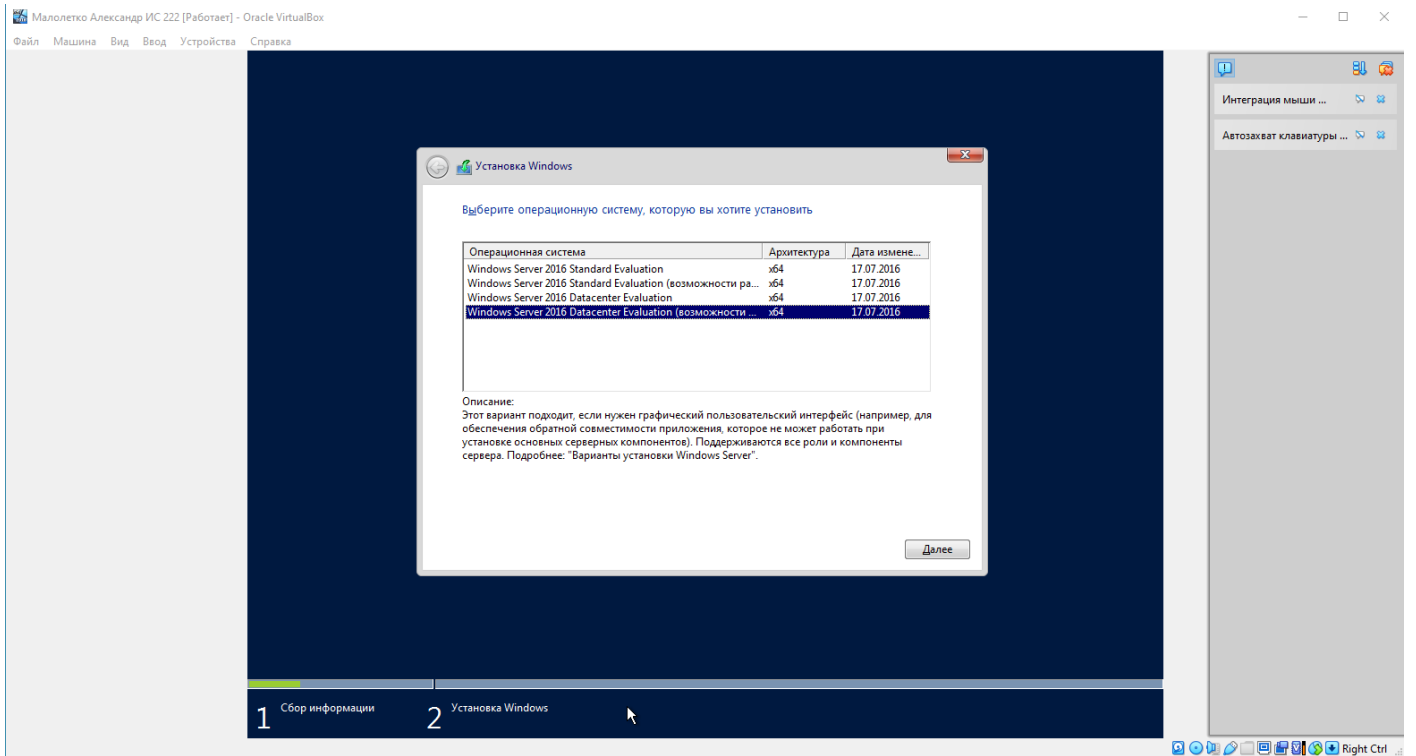 Малолетко Александр ИС 222 [Работает] - Oracle VirtualBox
Файл Машина Вид Ввод Устройства Справка
Интеграция мыши ...
Автозахват клавиатуры ...
Установка Windows
Выберите операционную систему, которую вы хотите установить
Операционная система Архитектура Дата измене...
Windows Server 2016 Standard Evaluation x64 17.07.2016
Windows Server 2016 Standard Evaluation (возможности ра... x64 17.07.2016
Windows Server 2016 Datacenter Evaluation x64 17.07.2016
Windows Server 2016 Datacenter Evaluation (возможности ... x64 17.07.2016
Описание:
Этот вариант подходит, если нужен графический пользовательский интерфейс (например, для
обеспечения обратной совместимости приложения, которое не может работать при
установке основных серверных компонентов). Поддерживаются все роли и компоненты
сервера. Подробнее: "Варианты установки Windows Server".
Далее
1 Сбор информации 2 Установка Windows
Right Ctrl